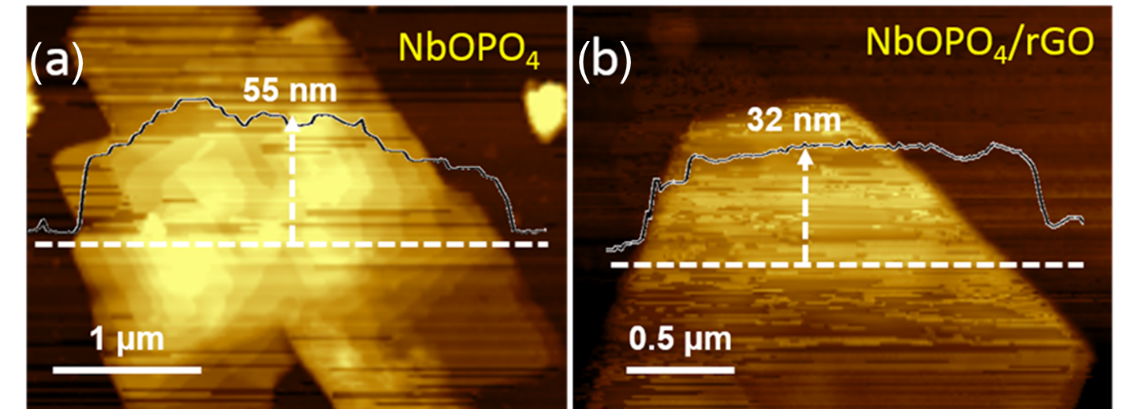 (a)
NbOPO₄
55 nm
1 μm
(b)
NbOPO₄/rGO
32 nm
0.5 μm